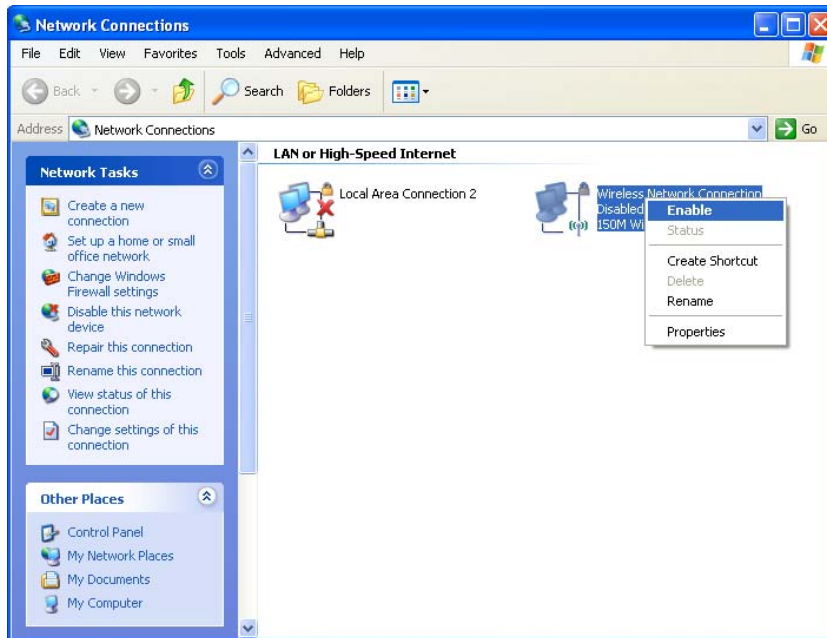 Network Connections
File Edit View Favorites Tools Advanced Help
Back Search Folders
Address Network Connections Go
Network Tasks
Create a new
connection
Set up a home or small
office network
Change Windows
Firewall settings
Disable this network
device
Repair this connection
Rename this connection
View status of this
connection
Change settings of this
connection
Other Places
Control Panel
My Network Places
My Documents
My Computer
LAN or High-Speed Internet
Local Area Connection 2
Wireless Network Connection
Disabled
150M Wi
Enable
Status
Create Shortcut
Delete
Rename
Properties